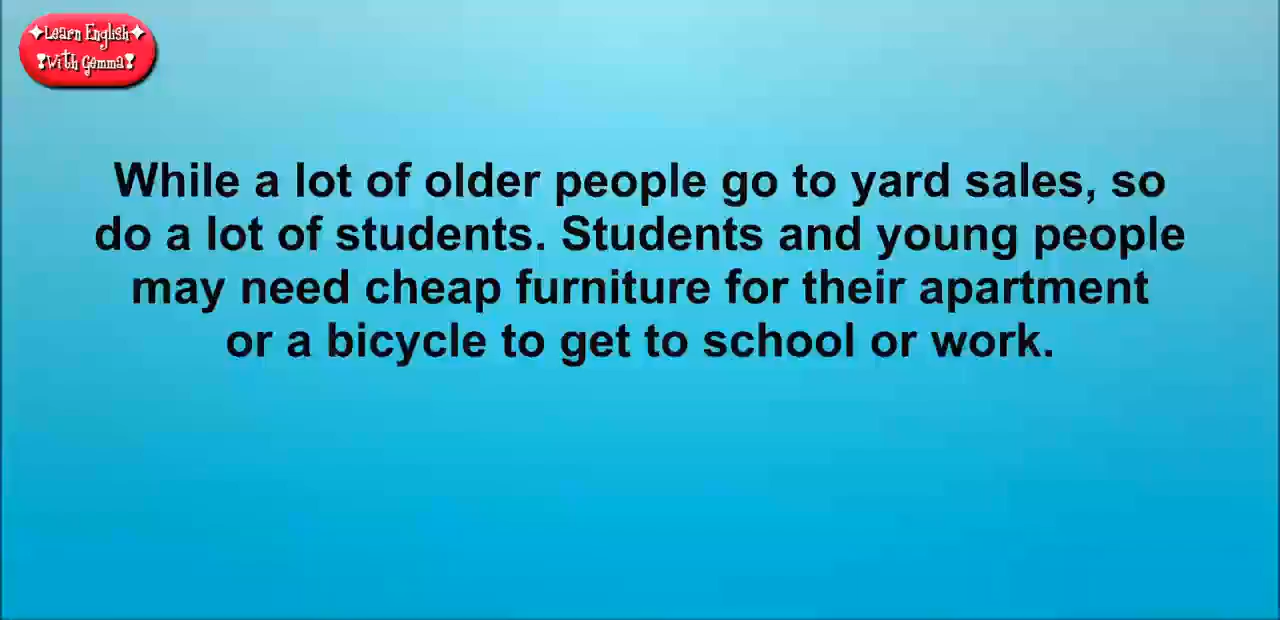 ✦Learn English✦
❣With Gemma❣
While a lot of older people go to yard sales, so
do a lot of students. Students and young people
may need cheap furniture for their apartment
or a bicycle to get to school or work.